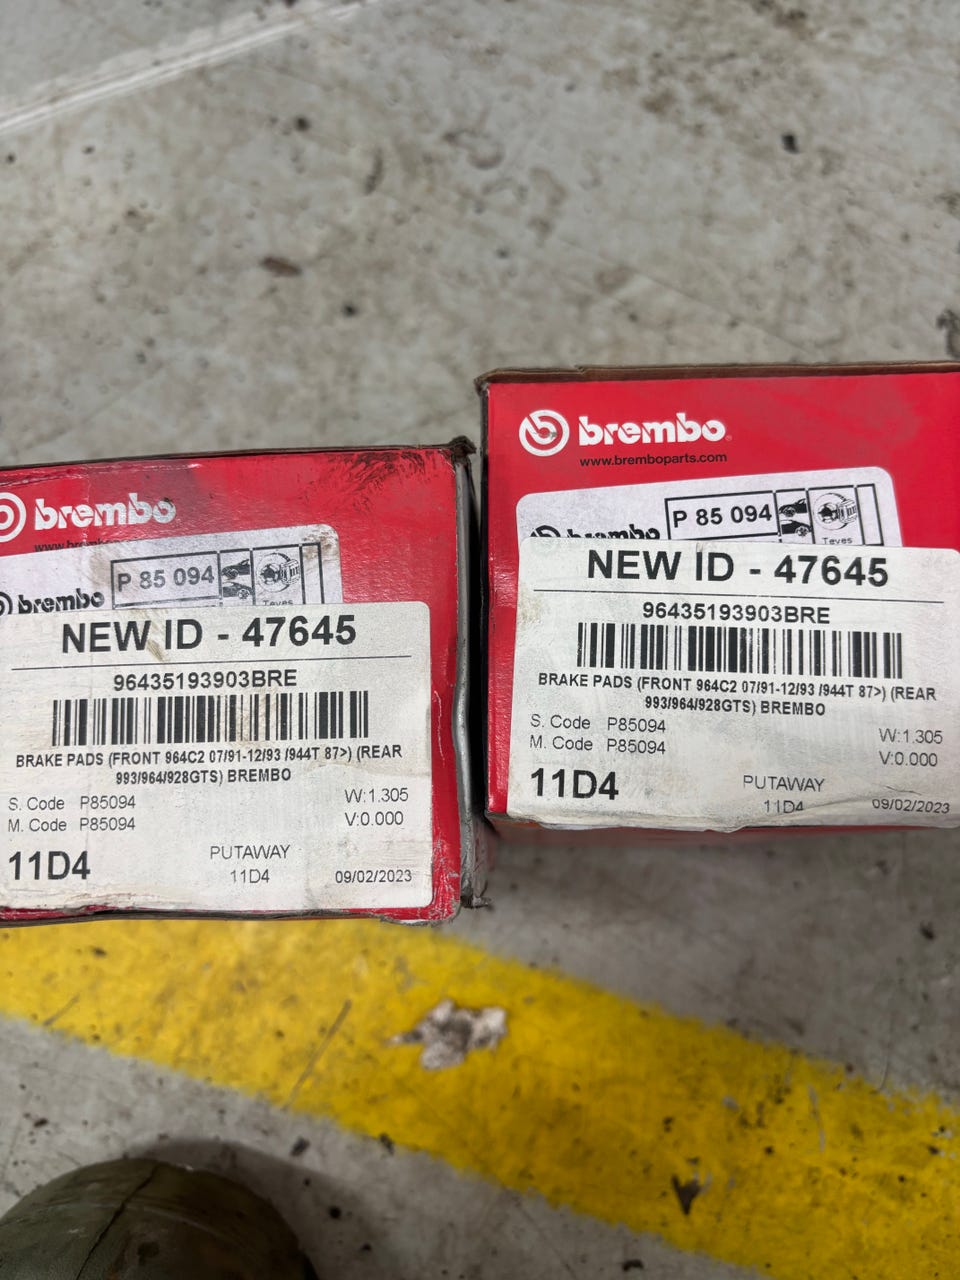 brembo
P 85 094
brembo
Teves
NEW ID - 47645
96435193903BRE
BRAKE PADS (FRONT 964C2 07/91-12/93 /944T 87>) (REAR
993/964/928GTS) BREMBO
S. Code P85094
M. Code P85094
W:1.305
V:0.000
11D4
PUTAWAY
11D4
09/02/2023
brembo
www.bremboparts.com
P 85 094
brembo
Teves
NEW ID - 47645
96435193903BRE
BRAKE PADS (FRONT 964C2 07/91-12/93 /944T 87>) (REAR
993/964/928GTS) BREMBO
S. Code P85094
M. Code P85094
W:1.305
V:0.000
11D4
PUTAWAY
11D4
09/02/2023